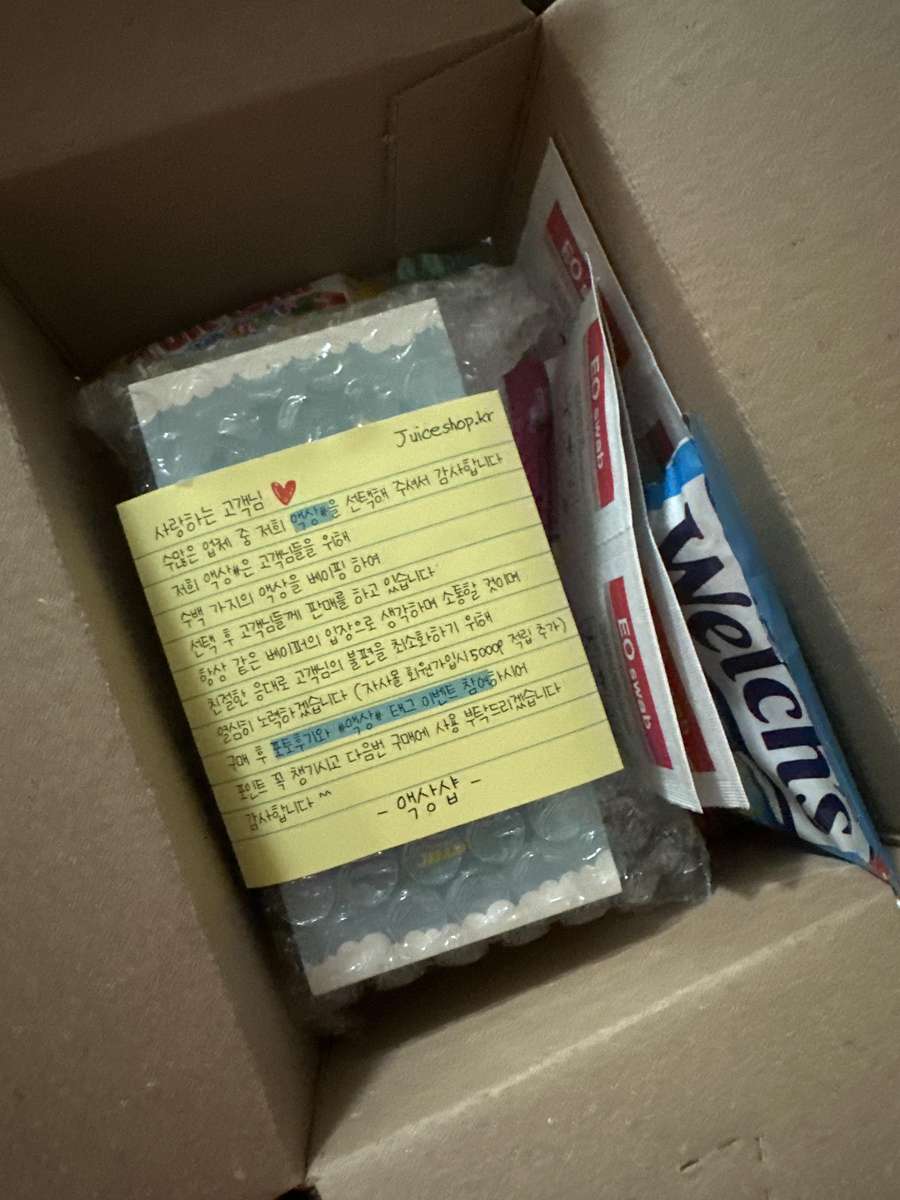 Juiceshop.kr
사랑하는 고객님
수많은 업체 중 저희 액상#을 선택해 주셔서 감사합니다
저희 액상#은 고객님들을 위해
수백 가지의 액상을 베이핑 하여
선택 후 고객님들께 판매를 하고 있습니다
항상 같은 베이퍼의 입장으로 생각하며 소통할 것이며
친절한 응대로 고객님의 불편을 최소화하기 위해
열심히 노력하겠습니다 (자사몰 회원가입시 5000p 적립 추가)
구매 후 포토후기와 #액상# 태그 이벤트 참여하시어
포인트 꼭 챙기시고 다음번 구매에 사용 부탁드리겠습니다
감사합니다 ^^
- 액상샵 -
EO swab
EO swab
Welch's